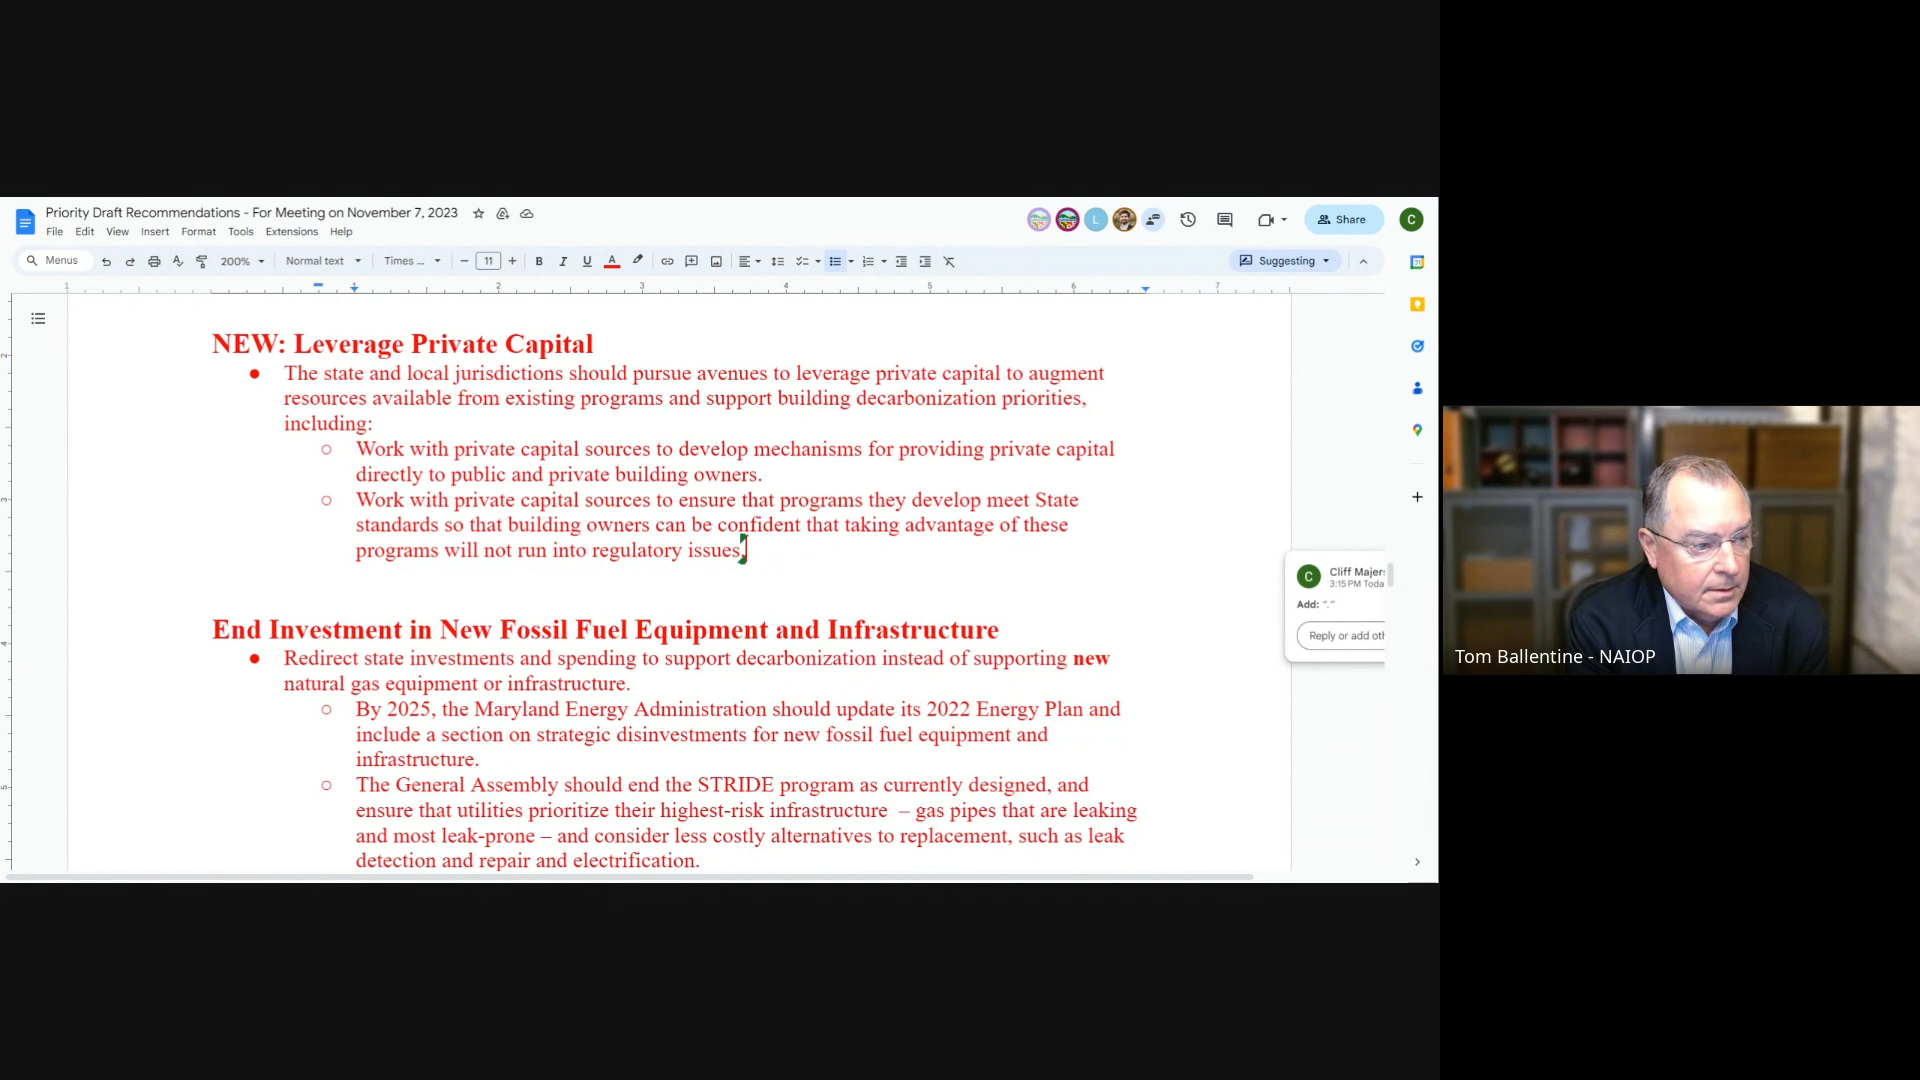 Priority Draft Recommendations - For Meeting on November 7, 2023
File Edit View Insert Format Tools Extensions Help
Share
C
Menus 200% Normal text Times ... 11 B I U A Suggesting
1 1 2 3 4 5 6 7
NEW: Leverage Private Capital
The state and local jurisdictions should pursue avenues to leverage private capital to augment
resources available from existing programs and support building decarbonization priorities,
including:
Work with private capital sources to develop mechanisms for providing private capital
directly to public and private building owners.
Work with private capital sources to ensure that programs they develop meet State
standards so that building owners can be confident that taking advantage of these
programs will not run into regulatory issues.
C Cliff Majer
3:15 PM Toda
Add: “.”
Reply or add oth
End Investment in New Fossil Fuel Equipment and Infrastructure
Redirect state investments and spending to support decarbonization instead of supporting new
natural gas equipment or infrastructure.
By 2025, the Maryland Energy Administration should update its 2022 Energy Plan and
include a section on strategic disinvestments for new fossil fuel equipment and
infrastructure.
The General Assembly should end the STRIDE program as currently designed, and
ensure that utilities prioritize their highest-risk infrastructure – gas pipes that are leaking
and most leak-prone – and consider less costly alternatives to replacement, such as leak
detection and repair and electrification.
Tom Ballentine - NAIOP